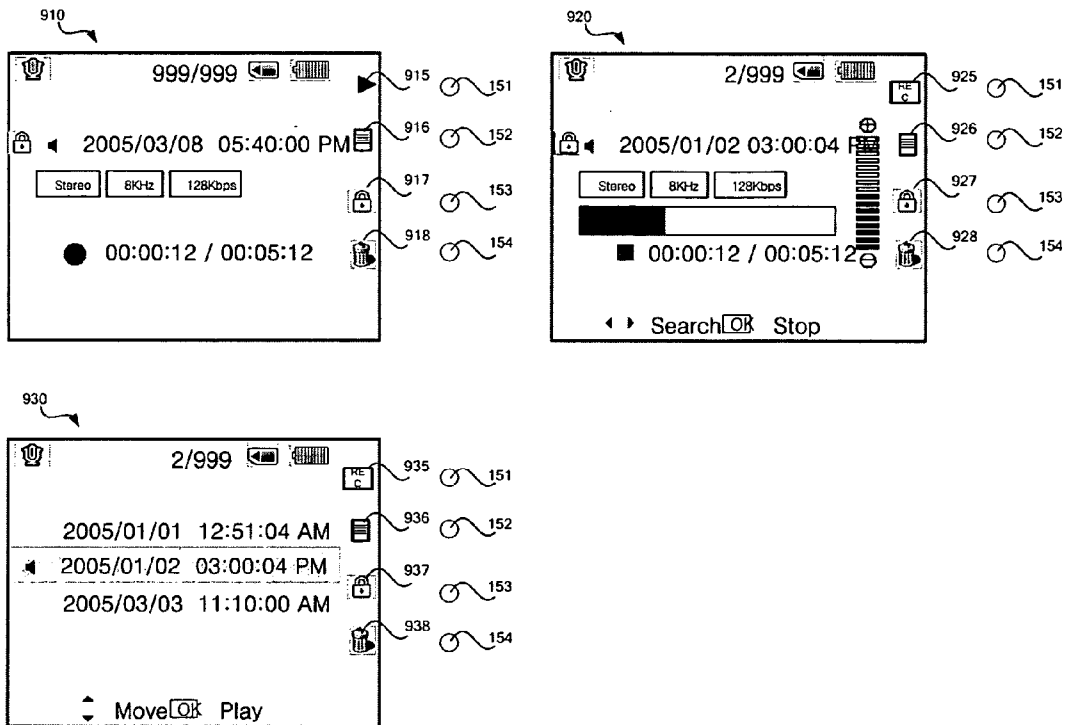 910
999/999
915
151
916
152
2005/03/08 05:40:00 PM
Stereo 8KHz 128Kbps
917
153
918
154
00:00:12 / 00:05:12
920
2/999
REC
925
151
926
152
2005/01/02 03:00:04 PM
Stereo 8KHz 128Kbps
927
153
928
154
00:00:12 / 00:05:12
Search OK Stop
930
2/999
REC
935
151
936
152
2005/01/01 12:51:04 AM
2005/01/02 03:00:04 PM
937
153
2005/03/03 11:10:00 AM
938
154
Move OK Play